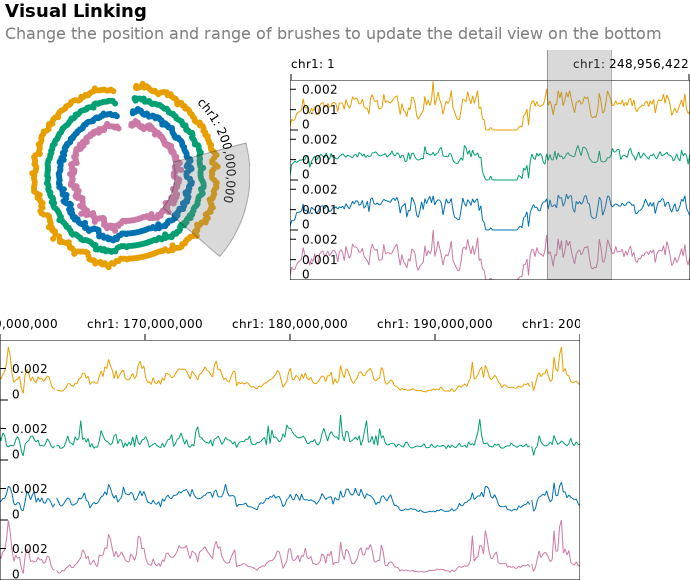 Visual Linking
Change the position and range of brushes to update the detail view on the bottom
chr1: 200,000,000
chr1: 1
chr1: 248,956,422
0.002
0.001
0
0.002
0.001
0
0.002
0.001
0
0.002
0.001
0
0,000,000
chr1: 170,000,000
chr1: 180,000,000
chr1: 190,000,000
chr1: 200
0.002
0
0.002
0
0.002
0
0.002
0